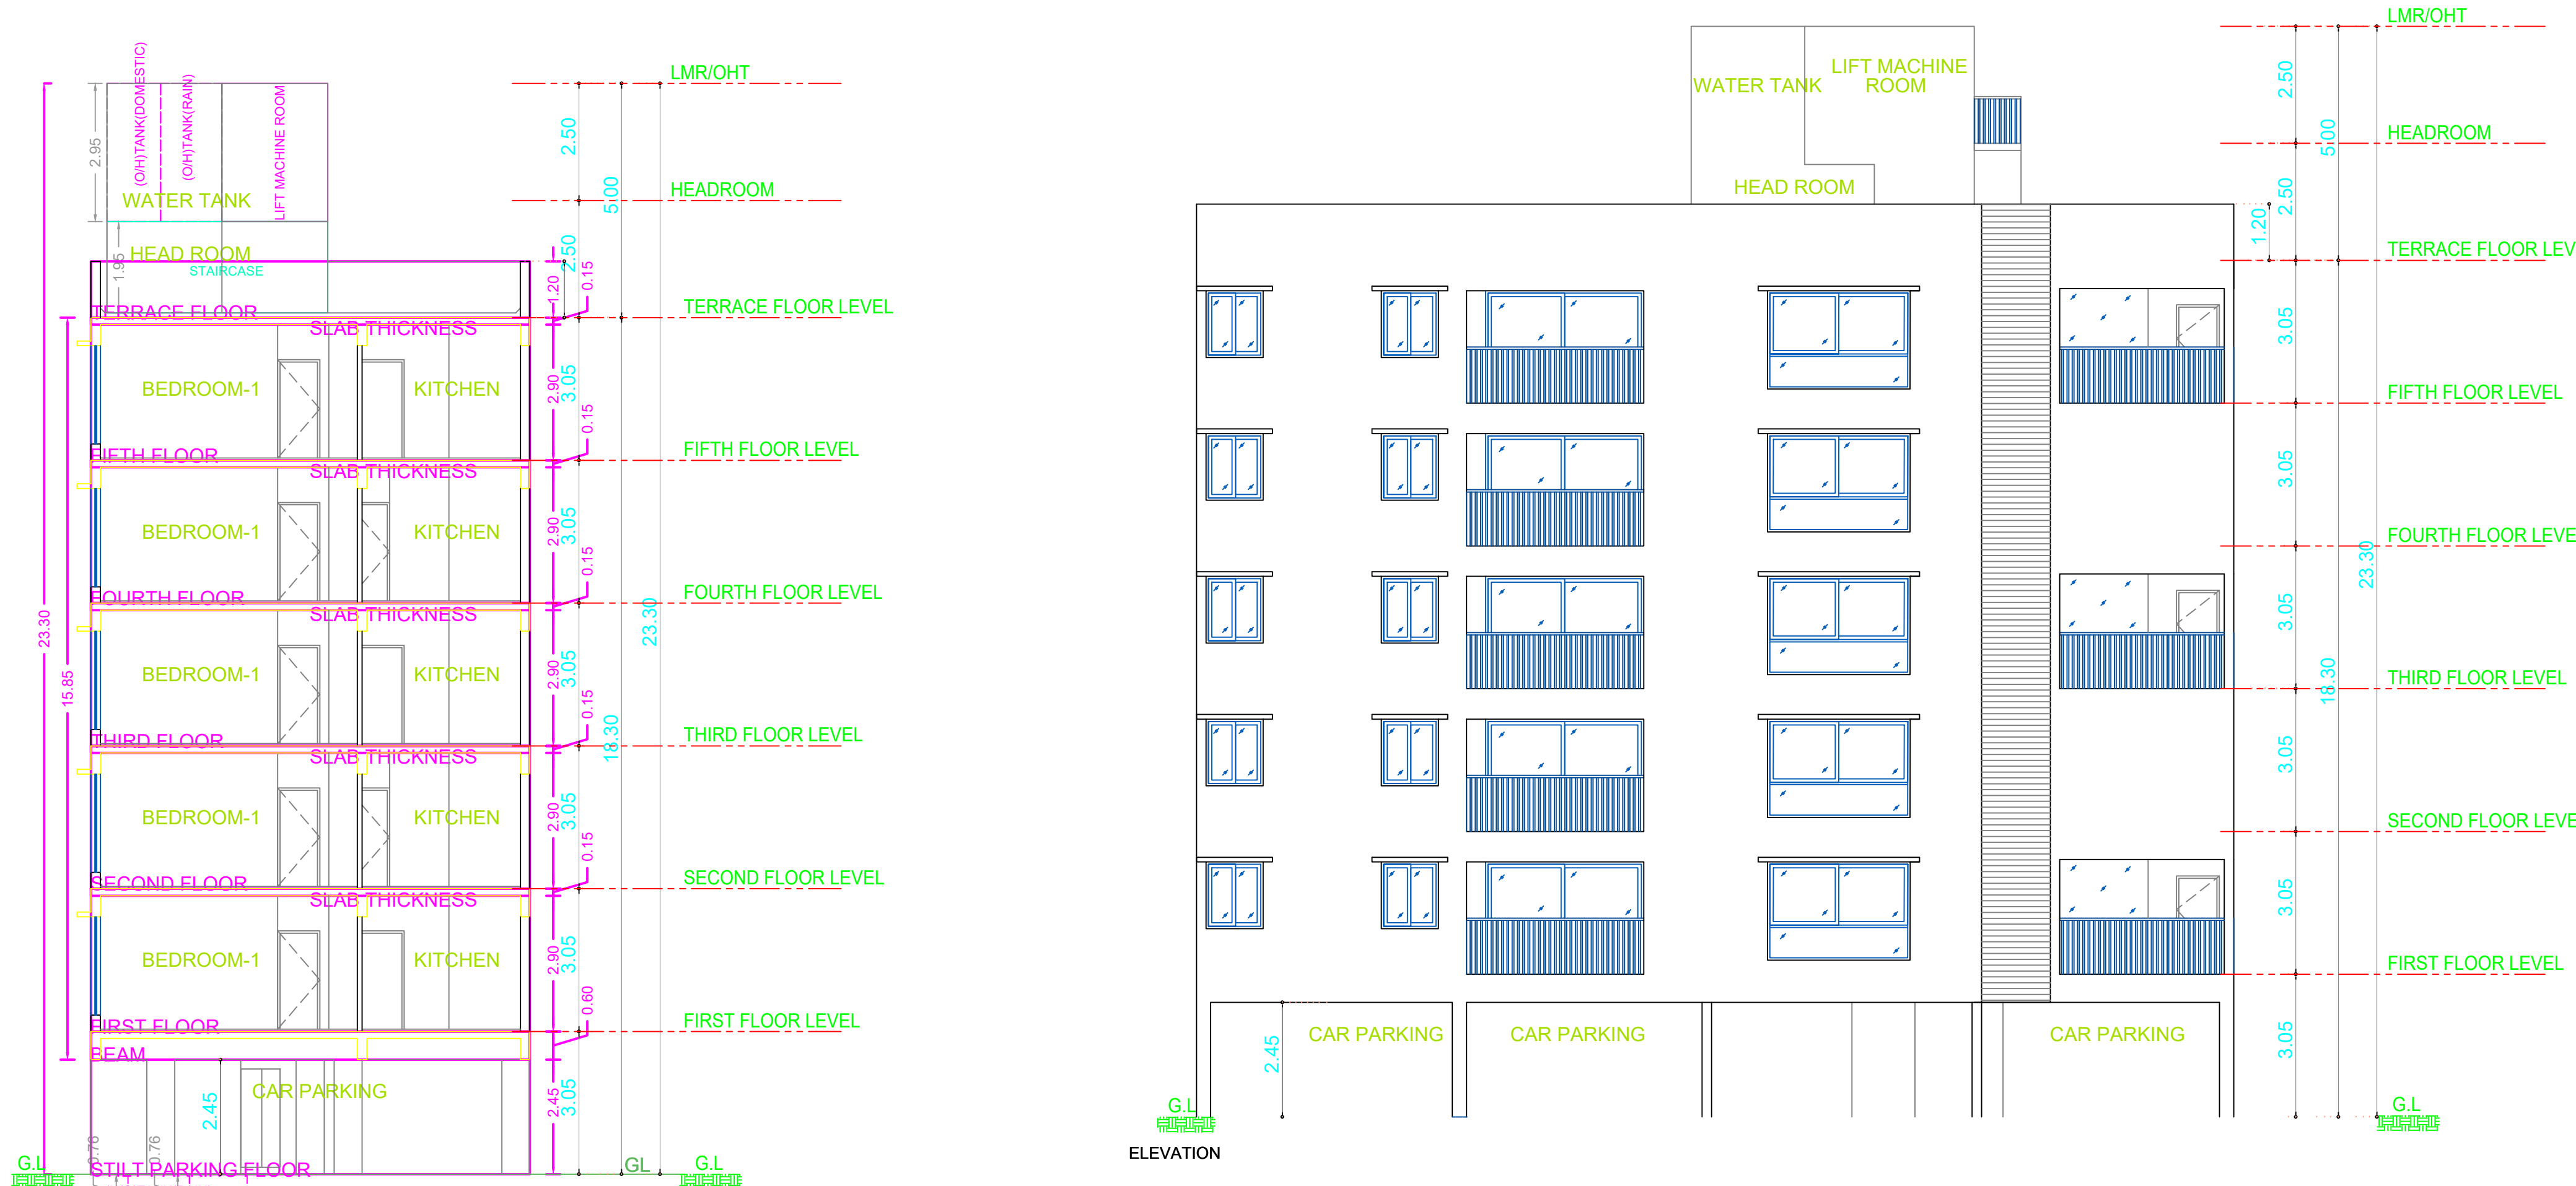 (O/H)TANK(DOMESTIC)
(O/H)TANK(RAIN)
LIFT MACHINE ROOM
LMR/OHT
2.95
2.50
WATER TANK
HEADROOM
5.00
HEAD ROOM
STAIRCASE
1.95
2.50
1.20
0.15
TERRACE FLOOR
TERRACE FLOOR LEVEL
SLAB THICKNESS
BEDROOM-1
KITCHEN
2.90
3.05
0.15
FIFTH FLOOR
FIFTH FLOOR LEVEL
SLAB THICKNESS
BEDROOM-1
KITCHEN
2.90
3.05
0.15
FOURTH FLOOR
FOURTH FLOOR LEVEL
SLAB THICKNESS
23.30
23.30
15.85
BEDROOM-1
KITCHEN
2.90
3.05
0.15
THIRD FLOOR
THIRD FLOOR LEVEL
18.30
SLAB THICKNESS
BEDROOM-1
KITCHEN
2.90
3.05
0.15
SECOND FLOOR
SECOND FLOOR LEVEL
SLAB THICKNESS
BEDROOM-1
KITCHEN
2.90
3.05
0.60
FIRST FLOOR
FIRST FLOOR LEVEL
BEAM
CAR PARKING
2.45
2.45
3.05
0.76
0.76
G.L
STILT PARKING FLOOR
GL
G.L
LMR/OHT
WATER TANK
LIFT MACHINE
ROOM
2.50
HEADROOM
5.00
HEAD ROOM
2.50
1.20
TERRACE FLOOR LEV
3.05
FIFTH FLOOR LEVEL
3.05
FOURTH FLOOR LEVE
23.30
3.05
THIRD FLOOR LEVEL
18.30
3.05
SECOND FLOOR LEVE
3.05
FIRST FLOOR LEVEL
CAR PARKING
CAR PARKING
CAR PARKING
2.45
3.05
G.L
G.L
ELEVATION